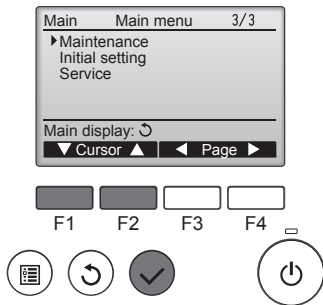 Main Main menu 3/3
Maintenance
Initial setting
Service
Main display:
Cursor Page
F1 F2 F3 F4